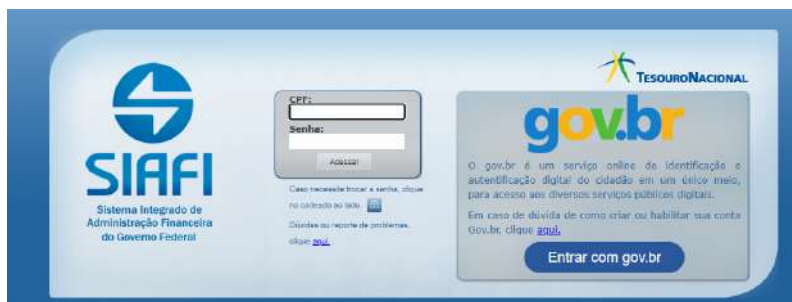 SIAFI
Sistema Integrado de
Administração Financeira
do Governo Federal
CPF:
Senha:
Acessar
Caso necessite trocar a senha, clique
no cadeado ao lado.
Dúvidas ou reporte de problemas,
clique aqui.
TESOURONACIONAL
gov.br
O gov.br é um serviço online de identificação e
autentificação digital do cidadão em um único meio,
para acesso aos diversos serviços públicos digitais.
Em caso de dúvida de como criar ou habilitar sua conta
Gov.br, clique aqui.
Entrar com gov.br